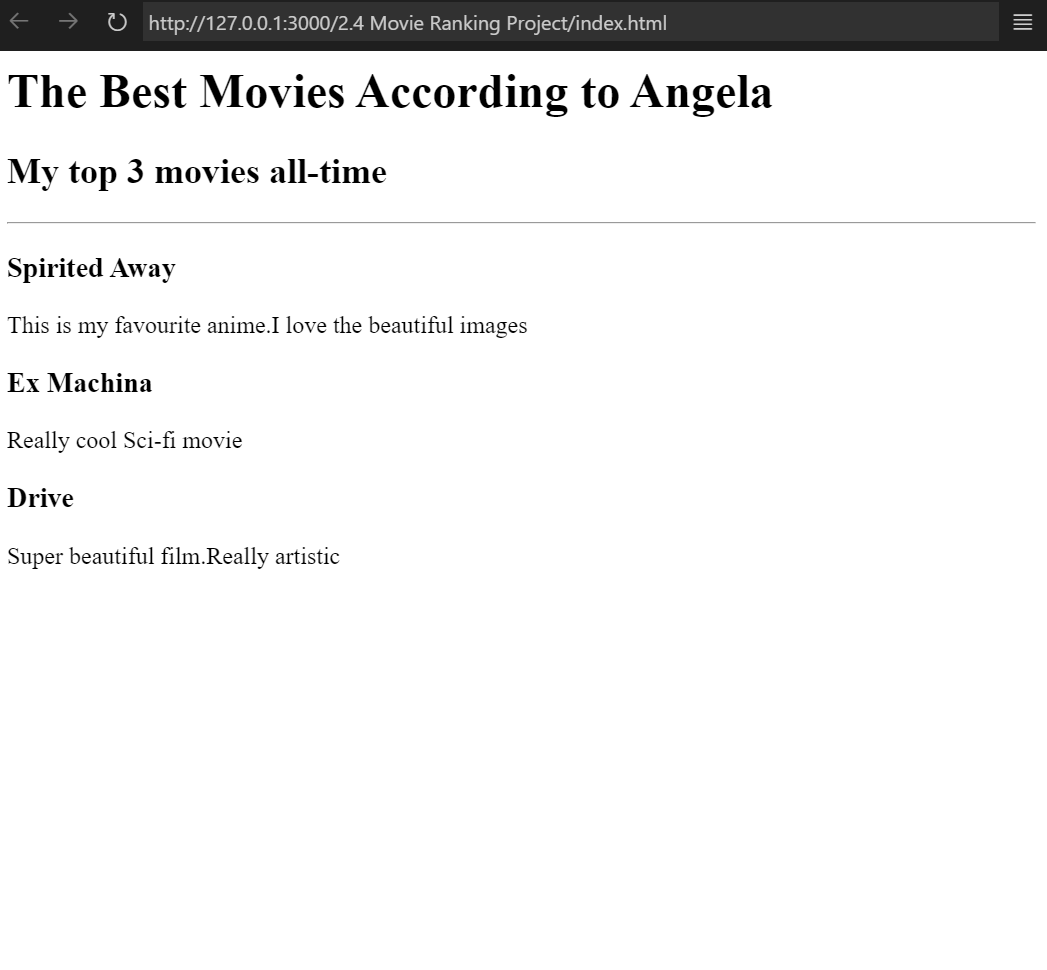 http://127.0.0.1:3000/2.4 Movie Ranking Project/index.html
The Best Movies According to Angela
My top 3 movies all-time
Spirited Away
This is my favourite anime.I love the beautiful images
Ex Machina
Really cool Sci-fi movie
Drive
Super beautiful film.Really artistic